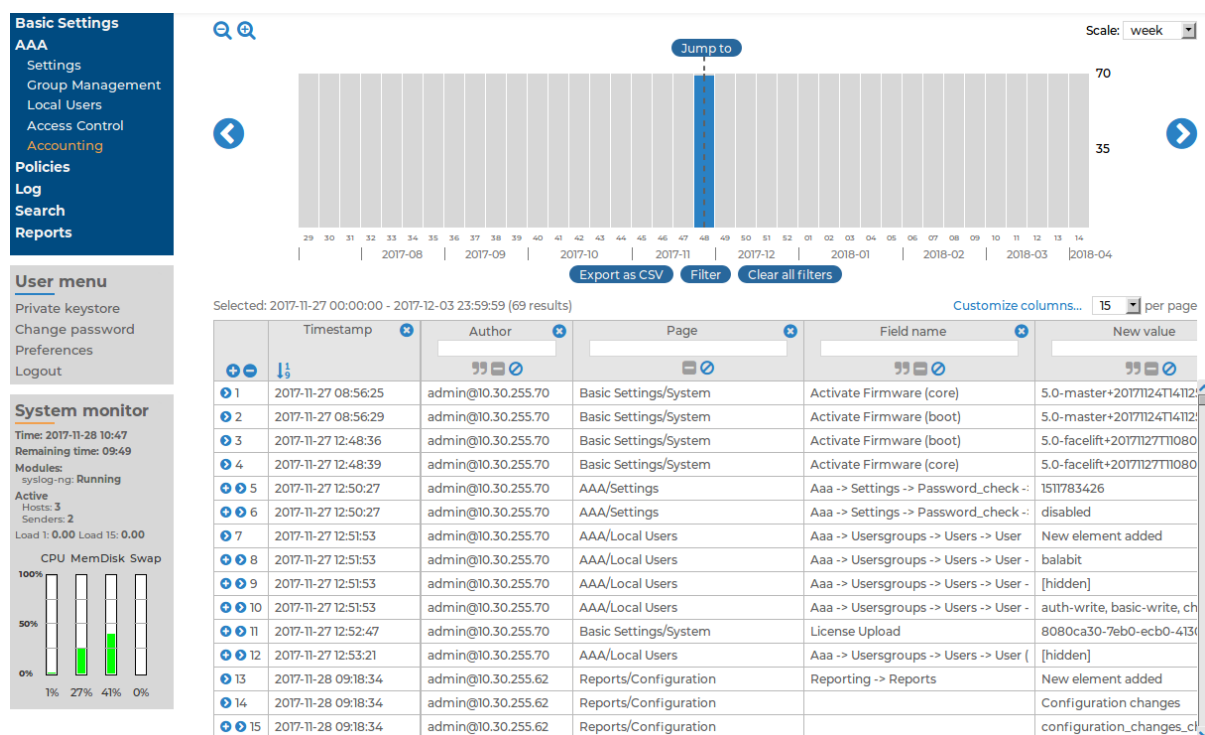 Basic Settings
AAA
Settings
Group Management
Local Users
Access Control
Accounting
Policies
Log
Search
Reports
User menu
Private keystore
Change password
Preferences
Logout
System monitor
Time: 2017-11-28 10:47
Remaining time: 09:49
Modules:
syslog-ng: Running
Active
Hosts: 3
Senders: 2
Load 1: 0.00 Load 15: 0.00
CPU Mem Disk Swap
100%
50%
0%
1% 27% 41% 0%
Scale: week
Jump to
70
35
29 30 31 32 33 34 35 36 37 38 39 40 41 42 43 44 45 46 47 48 49 50 51 52 01 02 03 04 05 06 07 08 09 10 11 12 13 14
2017-08 2017-09 2017-10 2017-11 2017-12 2018-01 2018-02 2018-03 2018-04
Export as CSV Filter Clear all filters
Selected: 2017-11-27 00:00:00 - 2017-12-03 23:59:59 (69 results) Customize columns... 15 per page
Timestamp Author Page Field name New value
1 2017-11-27 08:56:25 admin@10.30.255.70 Basic Settings/System Activate Firmware (core) 5.0-master+20171124T14112
2 2017-11-27 08:56:29 admin@10.30.255.70 Basic Settings/System Activate Firmware (boot) 5.0-master+20171124T14112
3 2017-11-27 12:48:36 admin@10.30.255.70 Basic Settings/System Activate Firmware (boot) 5.0-facelift+20171127T11080
4 2017-11-27 12:48:39 admin@10.30.255.70 Basic Settings/System Activate Firmware (core) 5.0-facelift+20171127T11080
5 2017-11-27 12:50:27 admin@10.30.255.70 AAA/Settings Aaa -> Settings -> Password_check - 1511783426
6 2017-11-27 12:50:27 admin@10.30.255.70 AAA/Settings Aaa -> Settings -> Password_check - disabled
7 2017-11-27 12:51:53 admin@10.30.255.70 AAA/Local Users Aaa -> Usersgroups -> Users -> User New element added
8 2017-11-27 12:51:53 admin@10.30.255.70 AAA/Local Users Aaa -> Usersgroups -> Users -> User - balabit
9 2017-11-27 12:51:53 admin@10.30.255.70 AAA/Local Users Aaa -> Usersgroups -> Users -> User - [hidden]
10 2017-11-27 12:51:53 admin@10.30.255.70 AAA/Local Users Aaa -> Usersgroups -> Users -> User - auth-write, basic-write, ch
11 2017-11-27 12:52:47 admin@10.30.255.70 Basic Settings/System License Upload 8080ca30-7eb0-ecb0-413
12 2017-11-27 12:53:21 admin@10.30.255.70 AAA/Local Users Aaa -> Usersgroups -> Users -> User ( [hidden]
13 2017-11-28 09:18:34 admin@10.30.255.62 Reports/Configuration Reporting -> Reports New element added
14 2017-11-28 09:18:34 admin@10.30.255.62 Reports/Configuration Configuration changes
15 2017-11-28 09:18:34 admin@10.30.255.62 Reports/Configuration configuration_changes_c